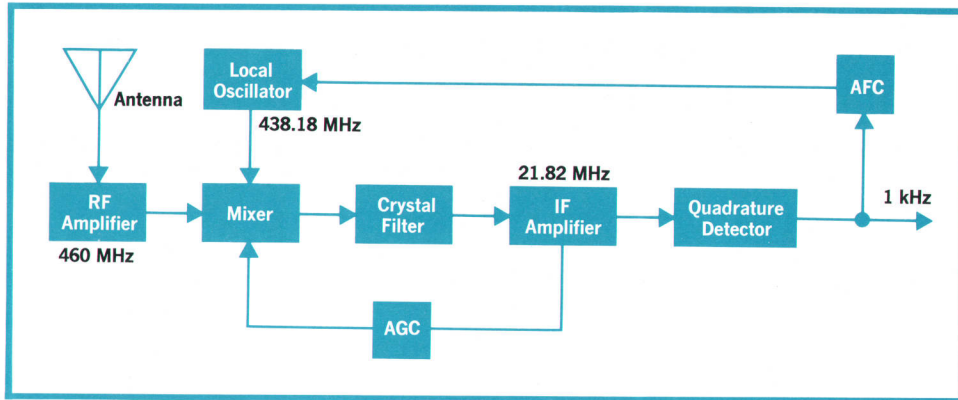 Local
Oscillator
AFC
Antenna
438.18 MHz
21.82 MHz
1 kHz
RF
Amplifier
Mixer
Crystal
Filter
IF
Amplifier
Quadrature
Detector
460 MHz
AGC